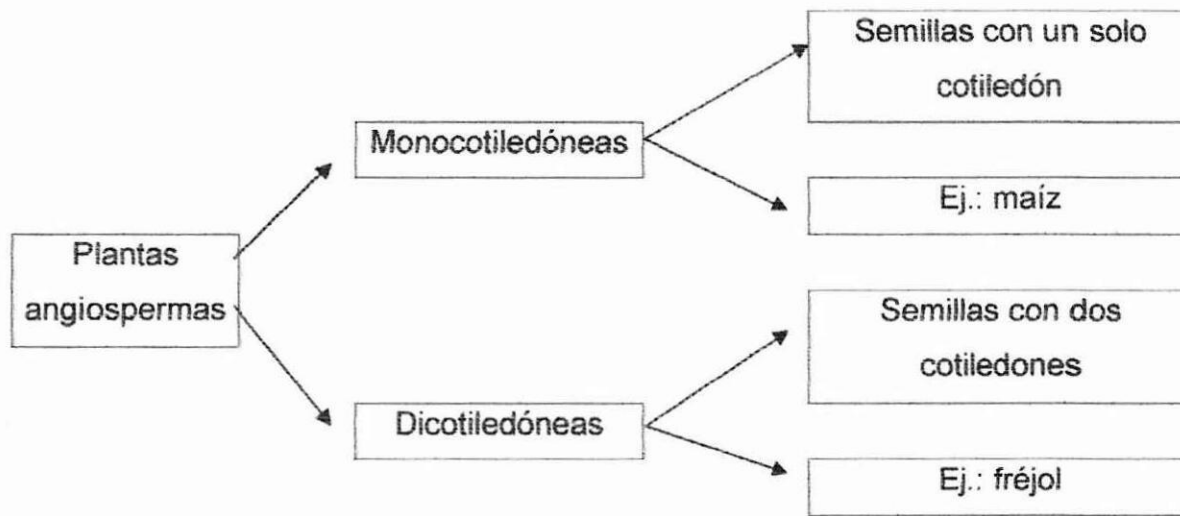 Plantas
angiospermas
Monocotiledóneas
Semillas con un solo
cotiledón
Ej.: maíz
Dicotiledóneas
Semillas con dos
cotiledones
Ej.: fréjol